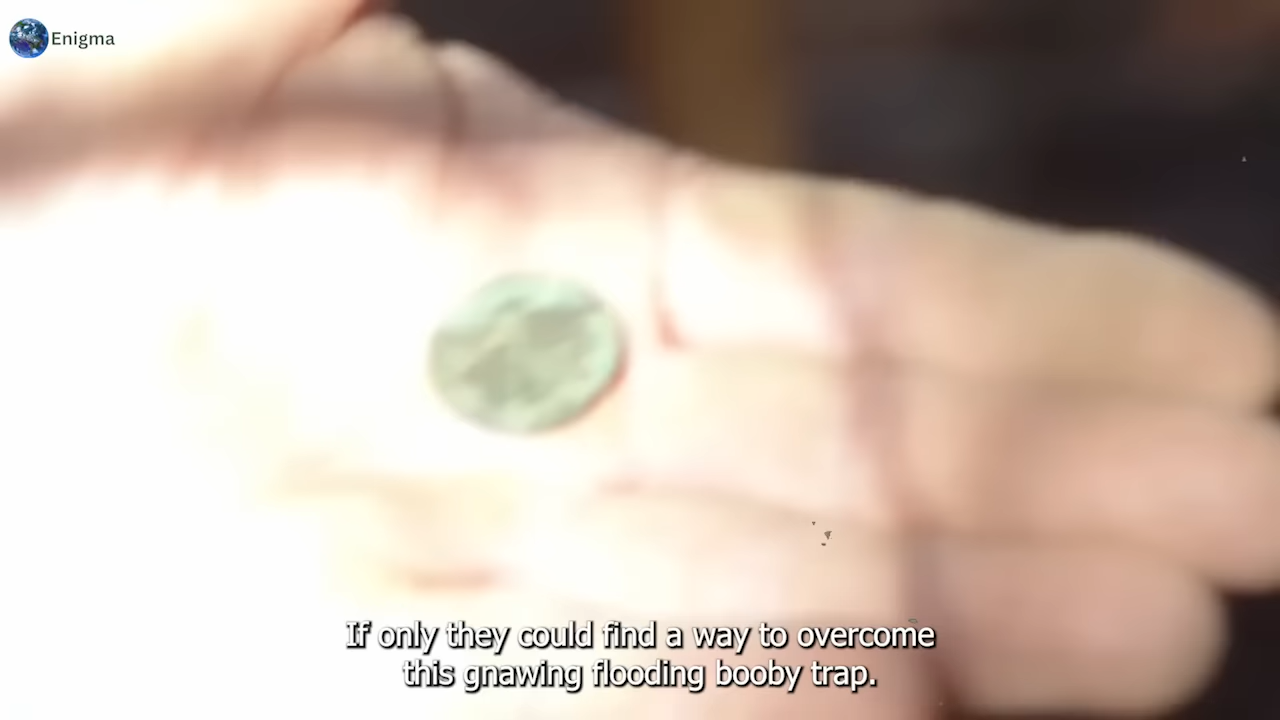 Enigma
If only they could find a way to overcome
this gnawing flooding booby trap.